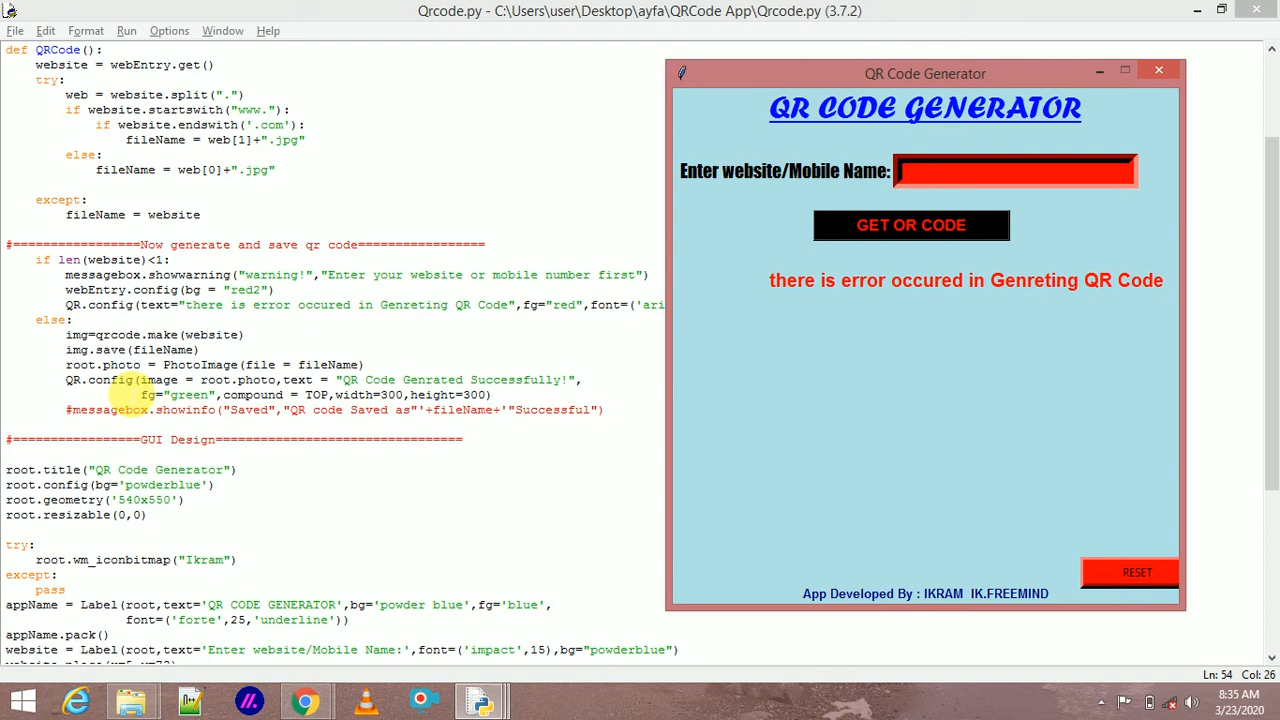 Qrcode.py - C:\Users\user\Desktop\ayfa\QRCode App\Qrcode.py (3.7.2)
File Edit Format Run Options Window Help
def QRCode():
    website = webEntry.get()
    try:
        web = website.split(".")
        if website.startswith("www."):
            if website.endswith('.com'):
                fileName = web[1]+".jpg"
        else:
            fileName = web[0]+".jpg"
    except:
        fileName = website
#=================Now generate and save qr code=================
    if len(website)<1:
        messagebox.showwarning("warning!","Enter your website or mobile number first")
        webEntry.config(bg = "red2")
        QR.config(text="there is error occured in Genreting QR Code",fg="red",font=('ari
    else:
        img=qrcode.make(website)
        img.save(fileName)
        root.photo = PhotoImage(file = fileName)
        QR.config(image = root.photo,text = "QR Code Genrated Successfully!",
                  fg="green",compound = TOP,width=300,height=300)
        #messagebox.showinfo("Saved","QR code Saved as"'+fileName+'"Successful")
#=================GUI Design=================================
root.title("QR Code Generator")
root.config(bg='powderblue')
root.geometry('540x550')
root.resizable(0,0)
try:
    root.wm_iconbitmap("Ikram")
except:
    pass
appName = Label(root,text='QR CODE GENERATOR',bg='powder blue',fg='blue',
                font=('forte',25,'underline'))
appName.pack()
website = Label(root,text='Enter website/Mobile Name:',font=('impact',15),bg="powderblue")
QR Code Generator
QR CODE GENERATOR
Enter website/Mobile Name:
GET QR CODE
there is error occured in Genreting QR Code
RESET
App Developed By : IKRAM IK.FREEMIND
Ln: 54 Col: 26
8:35 AM
3/23/2020